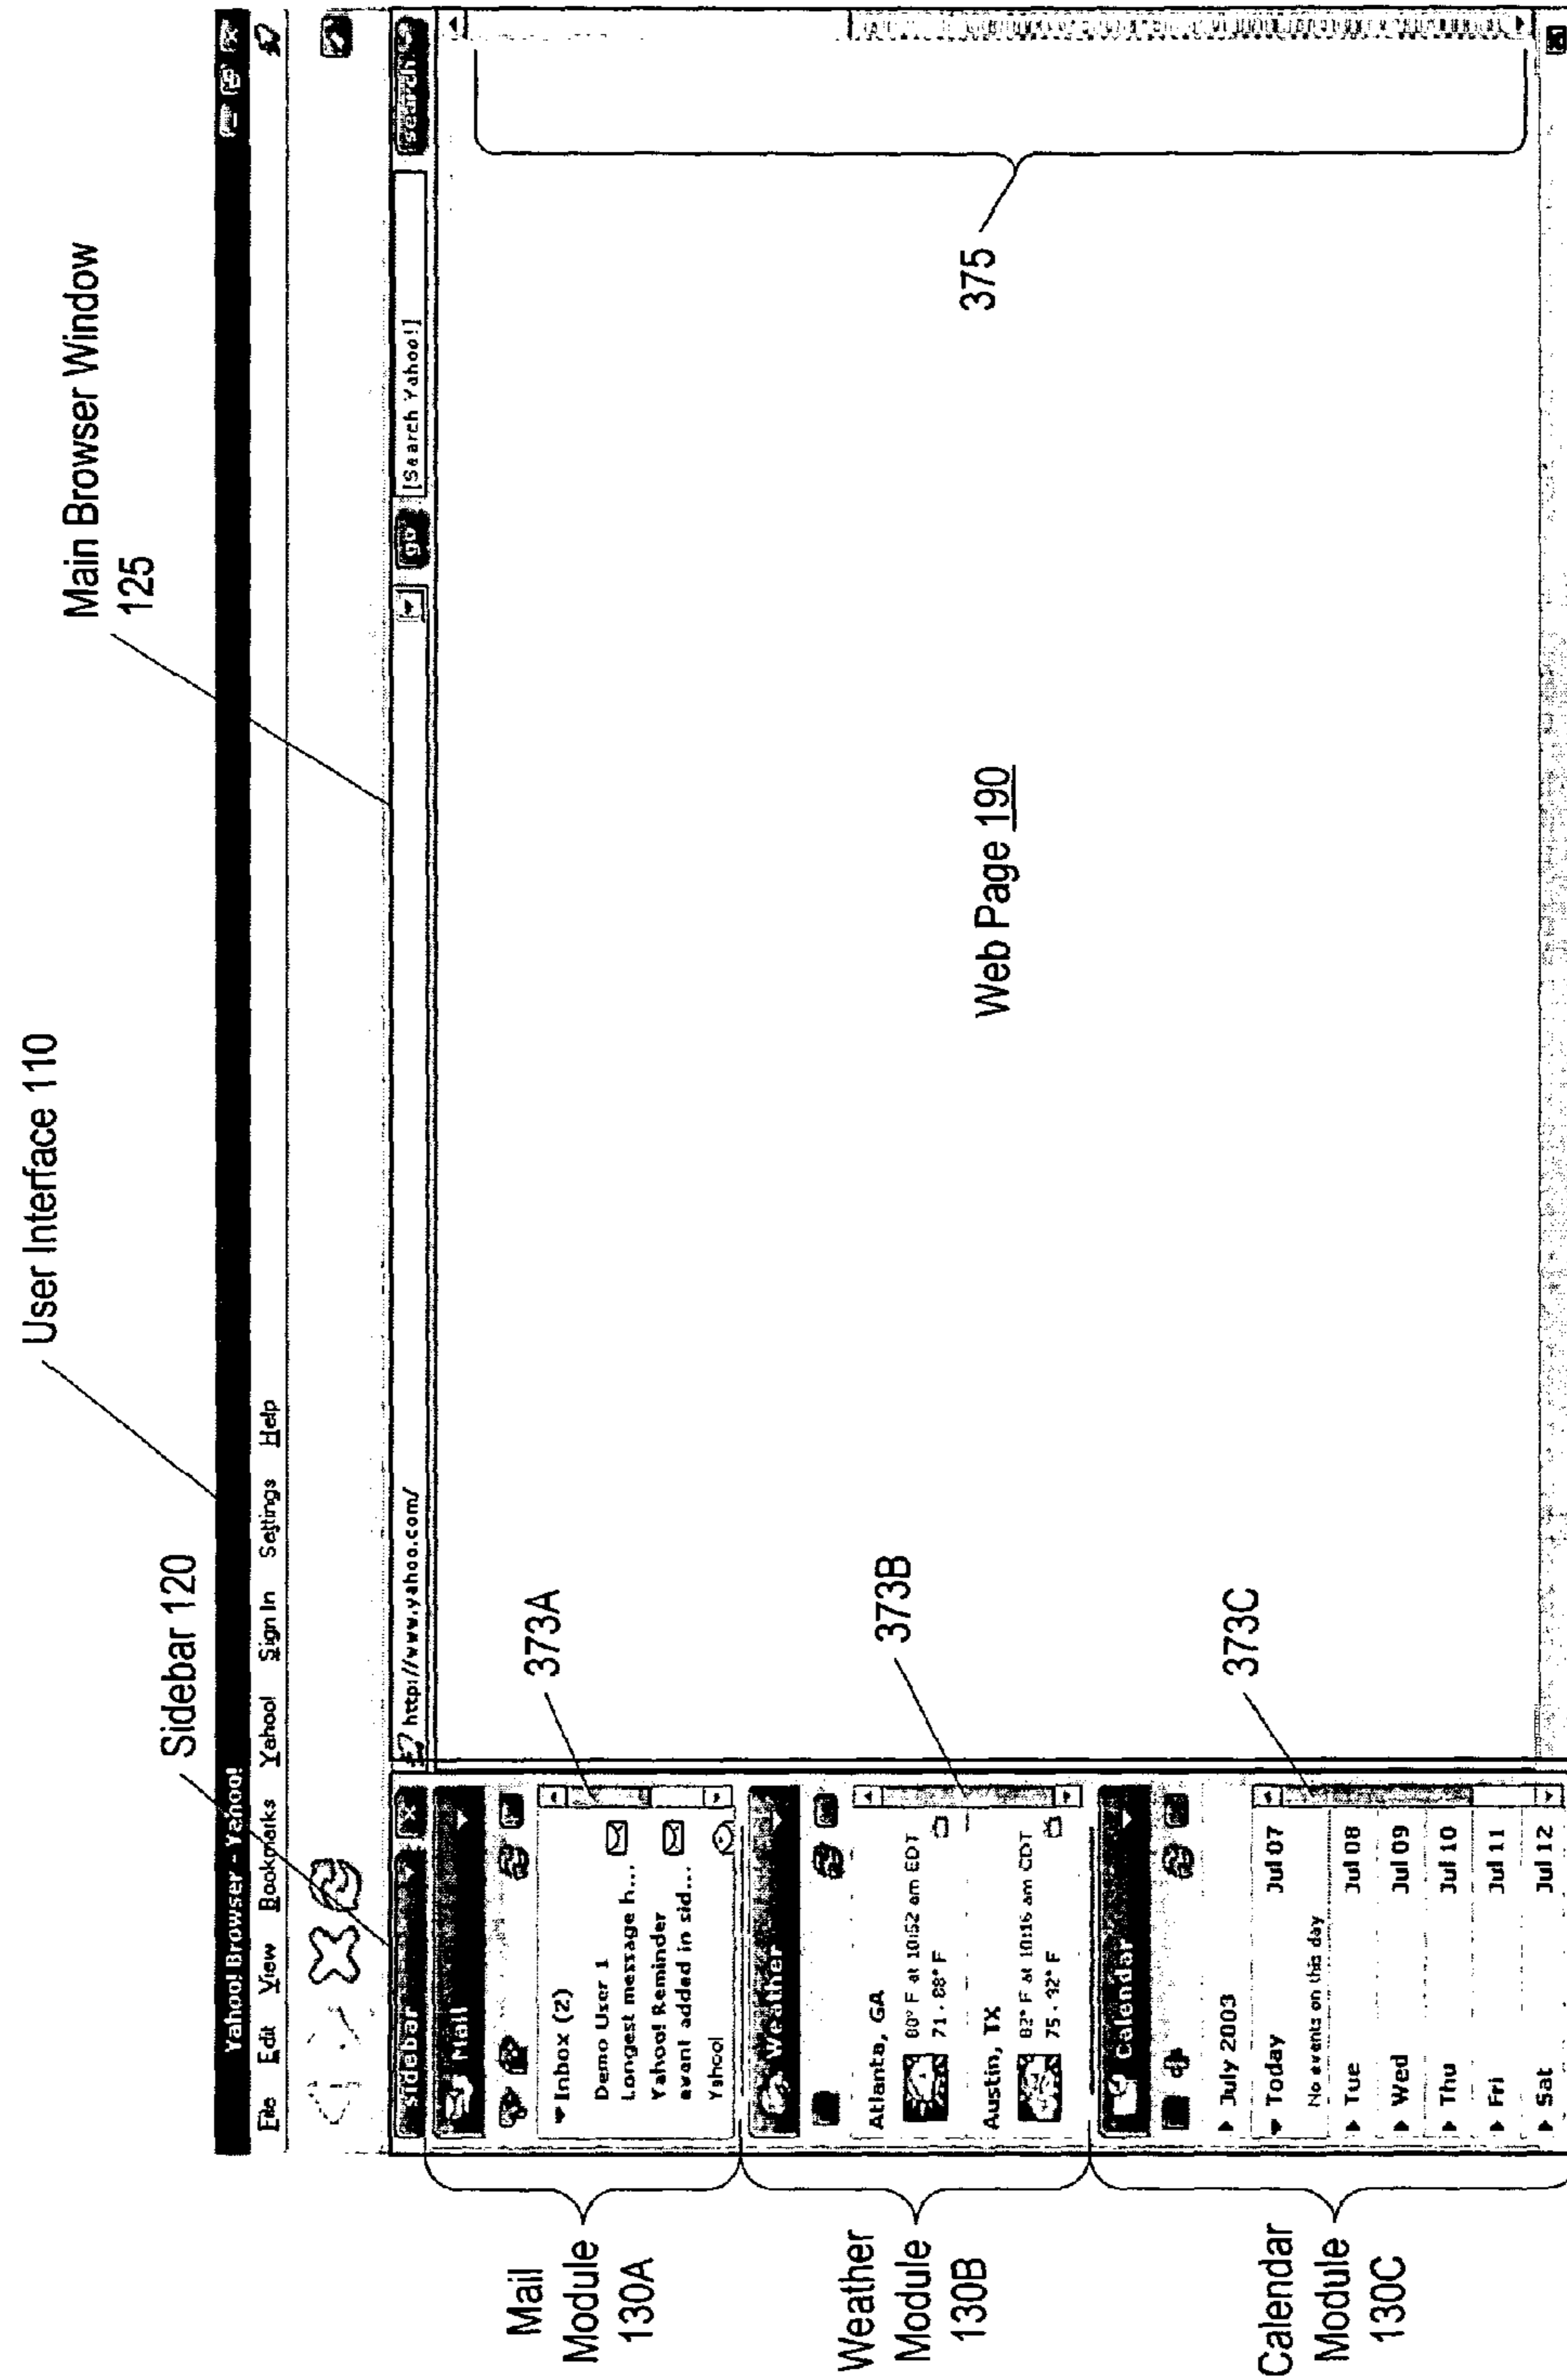 User Interface 110
Main Browser Window
125
Sidebar 120
Yahoo! Browser - Yahoo!
File Edit View Bookmarks Yahoo! Sign In Settings Help
sidebar
http://www.yahoo.com/
go
[Search Yahoo!]
search
Mail
Module
130A
Mail
Inbox (2)
Demo User 1
Longest message h...
Yahoo! Reminder
event added in sid...
Yahoo!
373A
Weather
Module
130B
Weather
Atlanta, GA
80° F at 10:52 am EDT
71 - 88° F
Austin, TX
82° F at 10:16 am CDT
75 - 92° F
373B
Calendar
Module
130C
Calendar
July 2003
Today Jul 07
No events on this day
Tue Jul 08
Wed Jul 09
Thu Jul 10
Fri Jul 11
Sat Jul 12
373C
Web Page 190
375